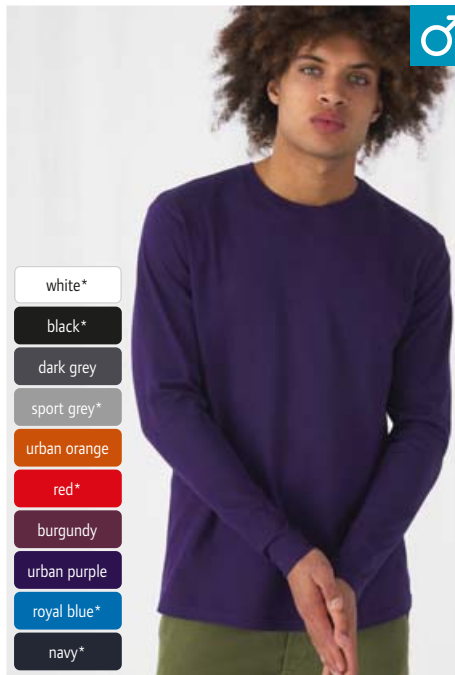 white*
black*
dark grey
sport grey*
urban orange
red*
burgundy
urban purple
royal blue*
navy*